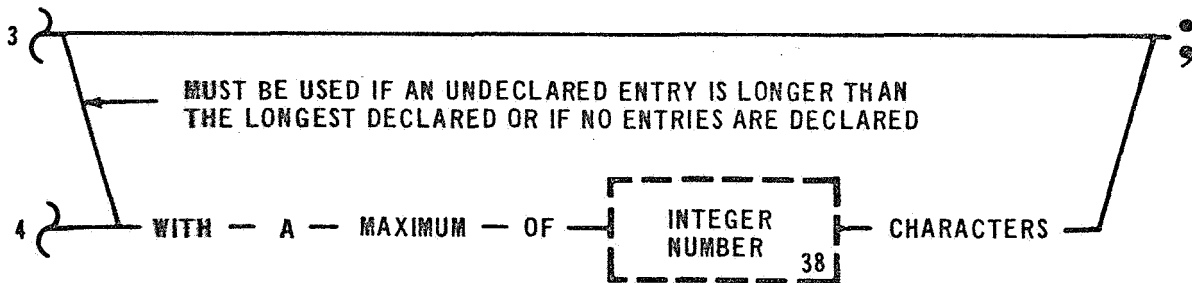 3 ;
MUST BE USED IF AN UNDECLARED ENTRY IS LONGER THAN
THE LONGEST DECLARED OR IF NO ENTRIES ARE DECLARED
4 WITH — A — MAXIMUM — OF — INTEGER NUMBER 38 — CHARACTERS